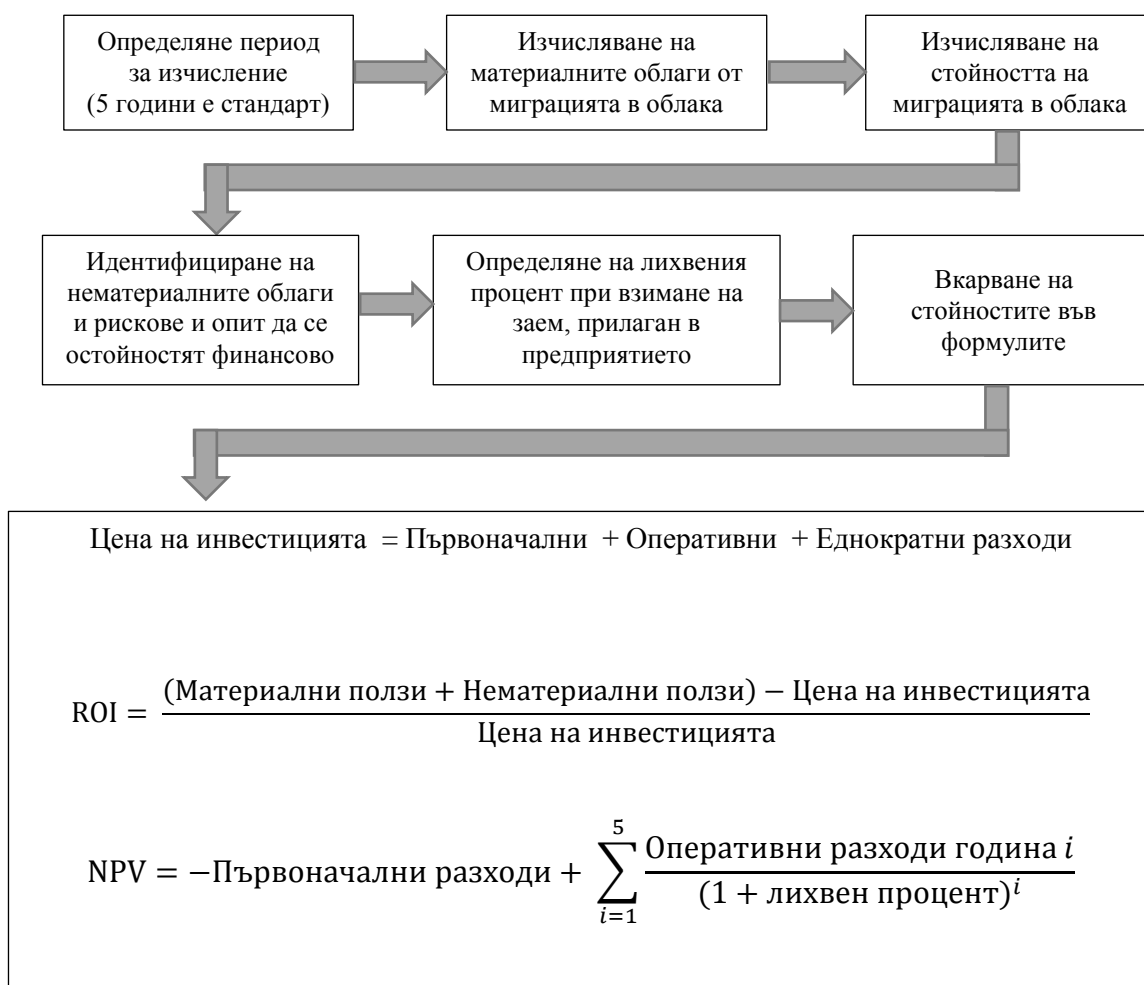 Определяне период
за изчисление
(5 години е стандарт)
Изчисляване на
материалните облаги от
миграцията в облака
Изчисляване на
стойността на
миграцията в облака
Идентифициране на
нематериалните облаги
и рискове и опит да се
остойностят финансово
Определяне на лихвения
процент при взимане на
заем, прилаган в
предприятието
Вкарване на
стойностите във
формулите
Цена на инвестицията = Първоначални + Оперативни + Еднократни разходи
ROI = (Материални ползи + Нематериални ползи) − Цена на инвестицията
Цена на инвестицията
5
NPV = −Първоначални разходи + ∑ Оперативни разходи година i
(1 + лихвен процент)^i
i=1